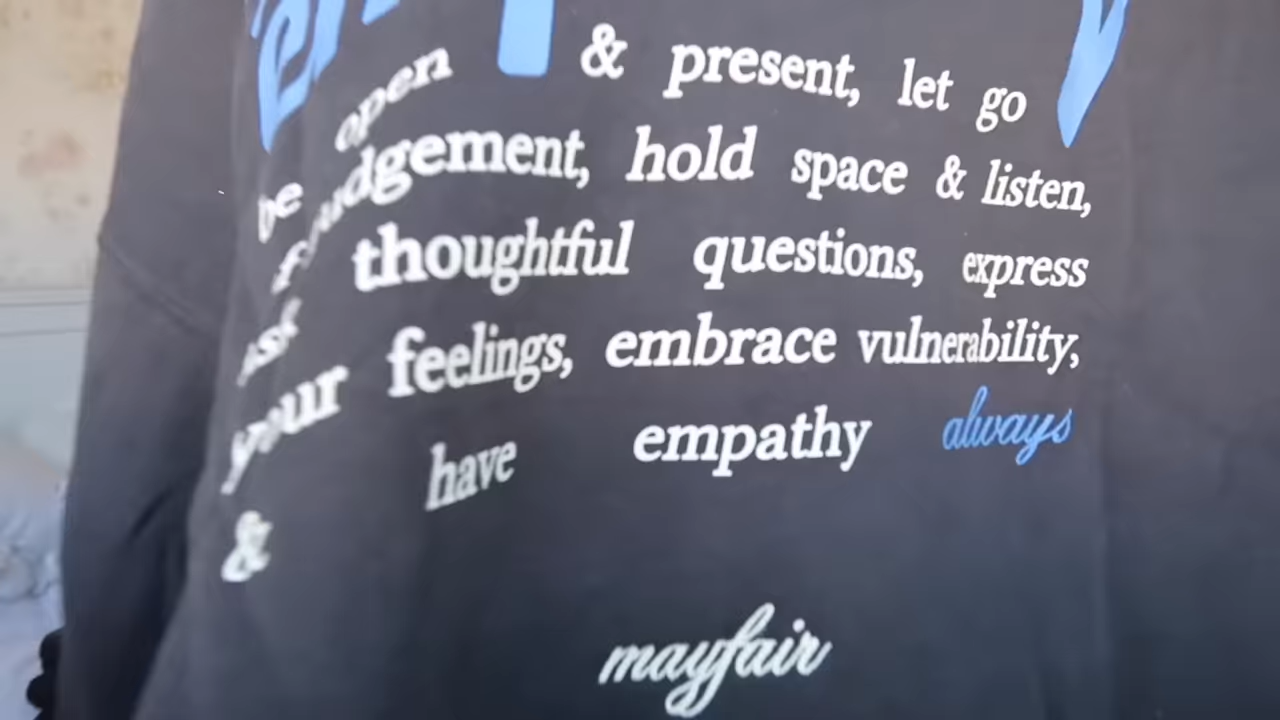 be open & present, let go
of judgement, hold space & listen,
ask thoughtful questions, express
your feelings, embrace vulnerability,
& have empathy always
mayfair